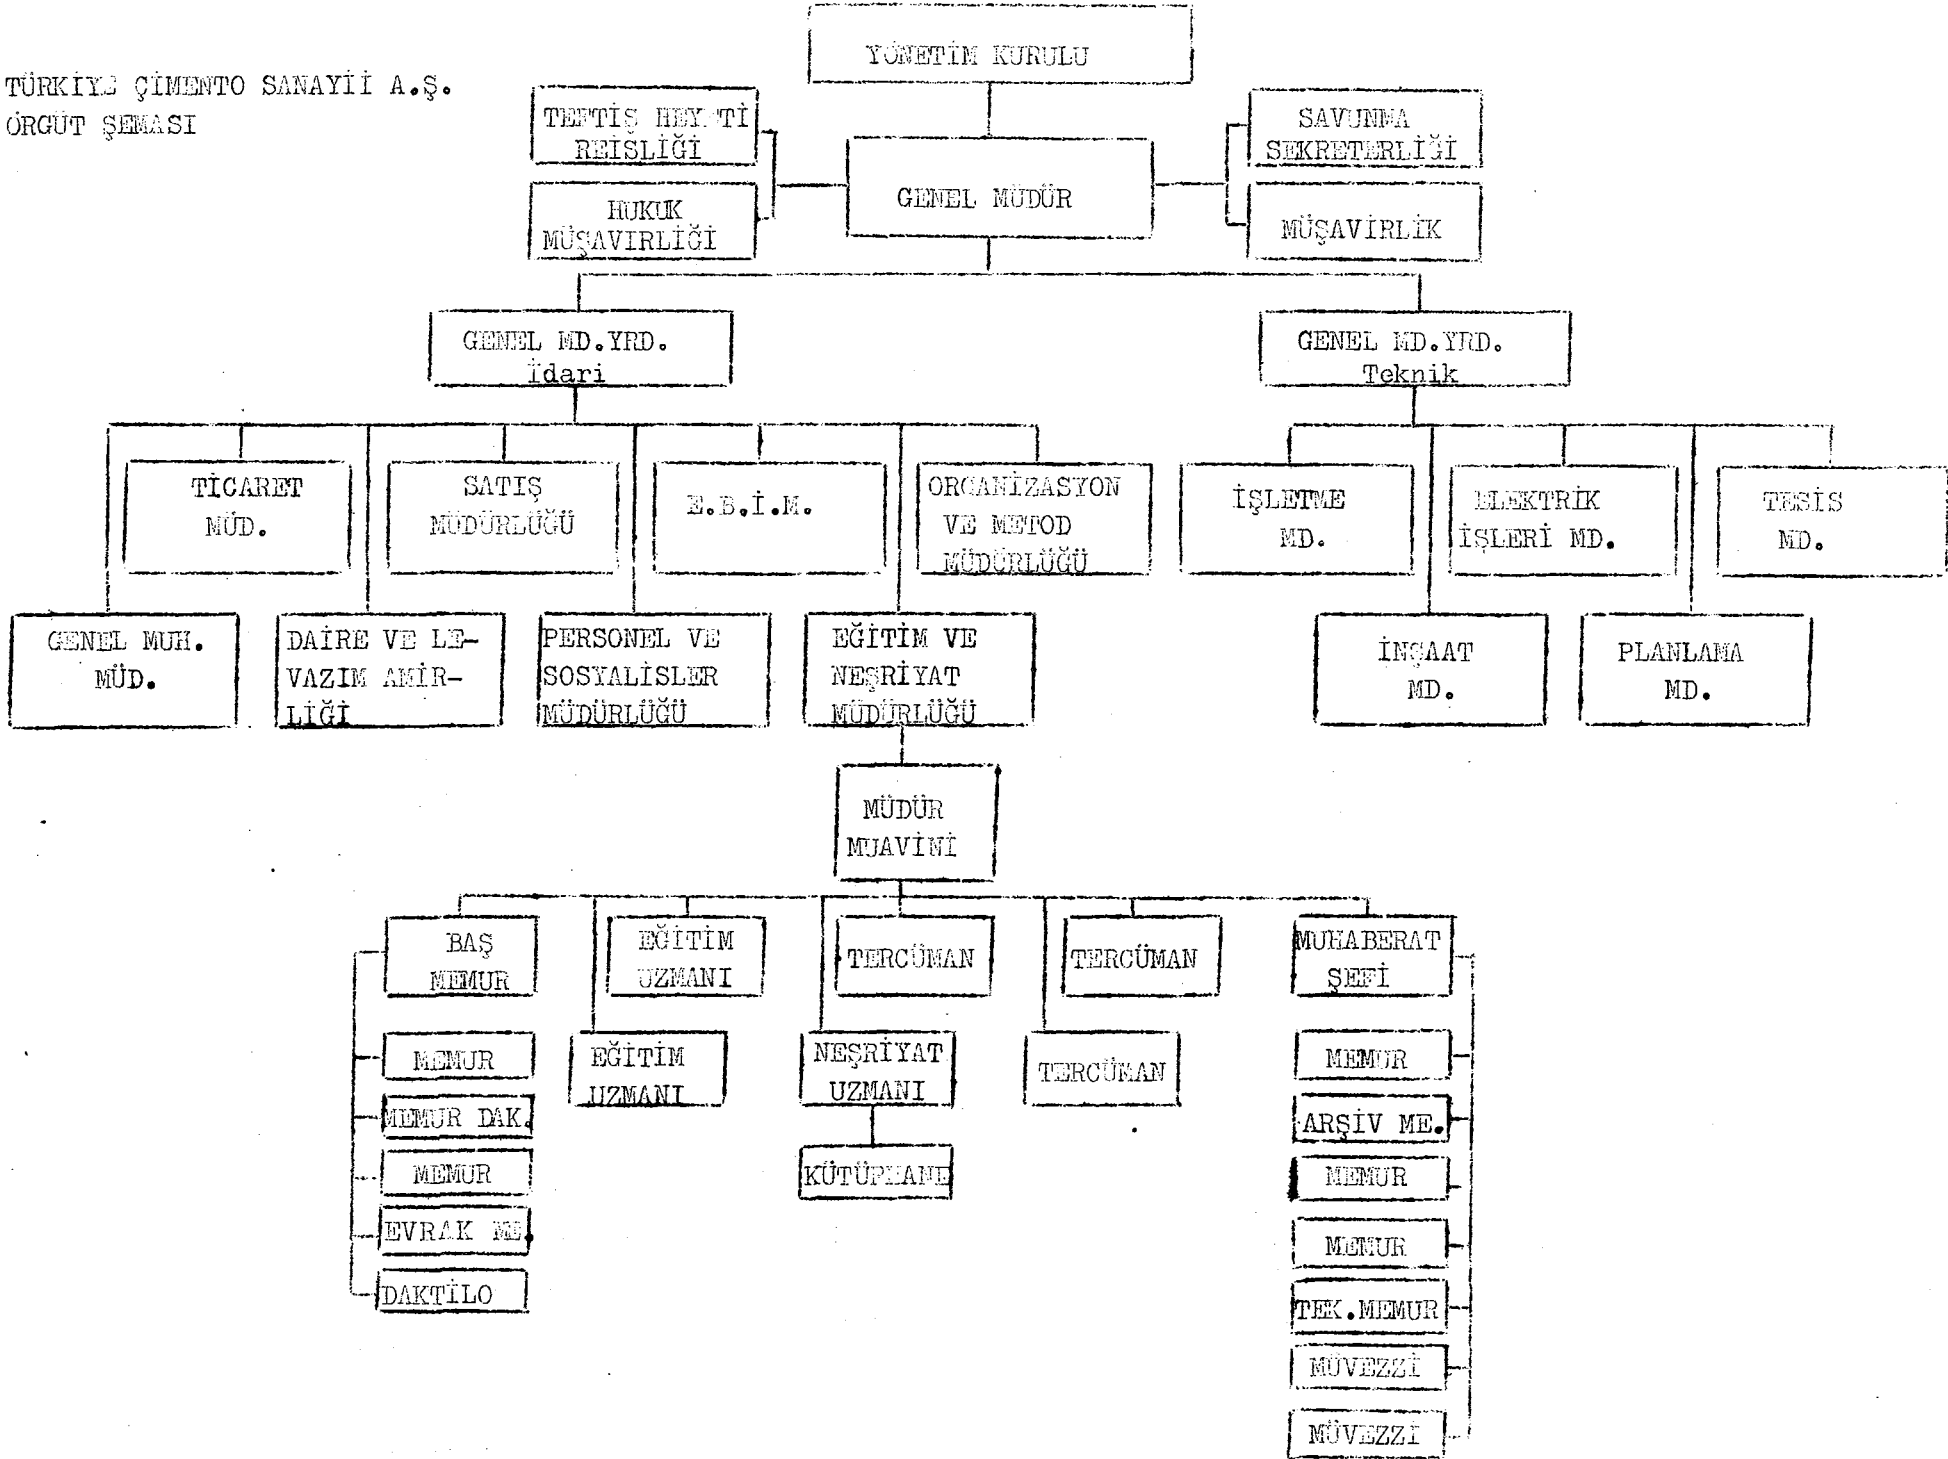 YÖNETİM KURULU
TÜRKİYE ÇİMENTO SANAYİİ A.Ş.
ÖRGÜT ŞEMASI
TEFTİŞ HEYETİ
REİSLİĞİ
HUKUK
MÜŞAVIRLİĞİ
GENEL MÜDÜR
SAVUNMA
SEKRETERLİĞİ
MÜŞAVİRLİK
GENEL MD.YRD.
İdari
GENEL MD.YRD.
Teknik
TİCARET
MÜD.
SATIŞ
MÜDÜRLÜĞÜ
E.B.İ.M.
ORGANİZASYON
VE METOD
MÜDÜRLÜĞÜ
İŞLETME
MD.
ELEKTRİK
İŞLERİ MD.
TESİS
MD.
GENEL MUH.
MÜD.
DAİRE VE LE-
VAZIM AMİR-
LİĞİ
PERSONEL VE
SOSYALİSLER
MÜDÜRLÜĞÜ
EĞİTİM VE
NEŞRİYAT
MÜDÜRLÜĞÜ
İNŞAAT
MD.
PLANLAMA
MD.
MÜDÜR
MUAVİNİ
BAŞ
MEMUR
EĞİTİM
UZMANI
TERCÜMAN
TERCÜMAN
MUHABERAT
ŞEFİ
MEMUR
MEMUR DAK.
MEMUR
EVRAK ME.
DAKTİLO
EĞİTİM
UZMANI
NEŞRİYAT
UZMANI
KÜTÜPHANE
TERCÜMAN
MEMUR
ARŞİV ME.
MEMUR
MEMUR
TEK.MEMUR
MÜVEZZİ
MÜVEZZİ